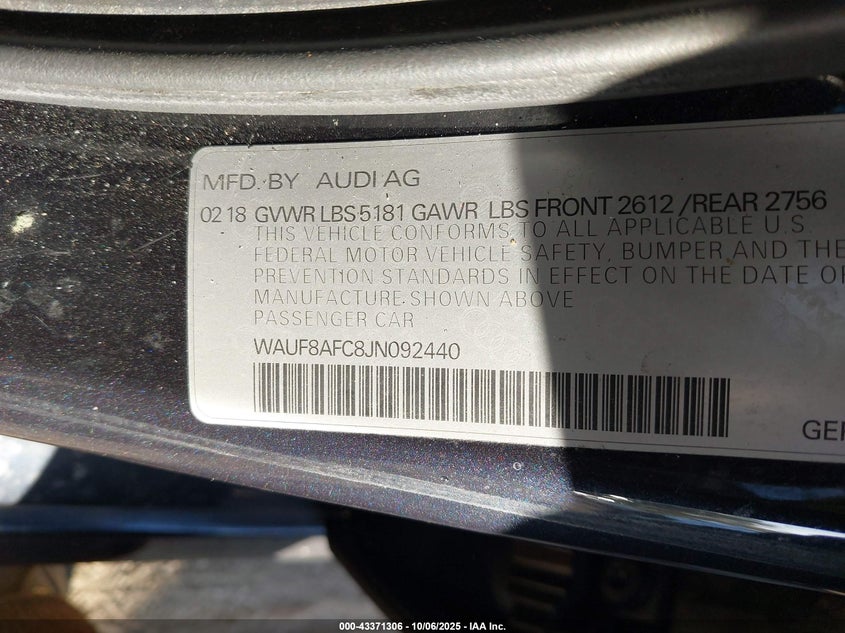 MFD. BY AUDI AG
02 18 GVWR LBS 5181 GAWR LBS FRONT 2612 / REAR 2756
THIS VEHICLE CONFORMS TO ALL APPLICABLE U.S.
FEDERAL MOTOR VEHICLE SAFETY, BUMPER AND THE
PREVENTION STANDARDS IN EFFECT ON THE DATE OF
MANUFACTURE SHOWN ABOVE
PASSENGER CAR
WAUF8AFC8JN092440
GE
000-43371306 - 10/06/2025 - IAA Inc.